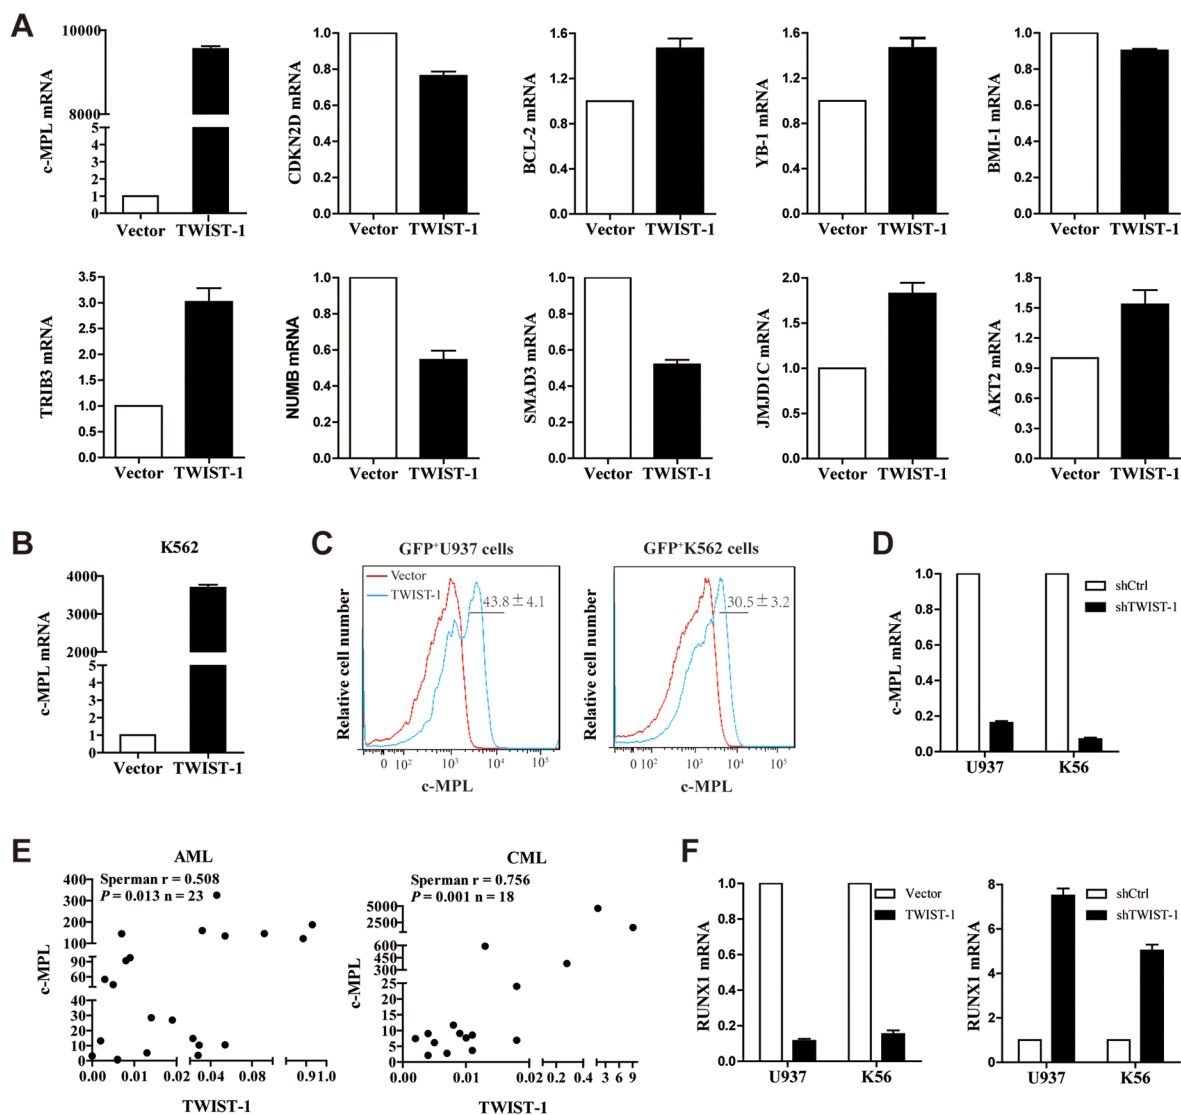 A
c-MPL mRNA
10000
8000
5
4
3
2
1
0
Vector TWIST-1
CDKN2D mRNA
1.0
0.8
0.6
0.4
0.2
0.0
Vector TWIST-1
BCL-2 mRNA
1.6
1.2
0.8
0.4
0.0
Vector TWIST-1
YB-1 mRNA
1.6
1.2
0.8
0.4
0.0
Vector TWIST-1
BMI-1 mRNA
1.0
0.8
0.6
0.4
0.2
0.0
Vector TWIST-1
TRIB3 mRNA
3.5
3.0
2.5
2.0
1.5
1.0
0.5
0.0
Vector TWIST-1
NUMB mRNA
1.0
0.8
0.6
0.4
0.2
0.0
Vector TWIST-1
SMAD3 mRNA
1.0
0.8
0.6
0.4
0.2
0.0
Vector TWIST-1
JMJD1C mRNA
2.0
1.5
1.0
0.5
0.0
Vector TWIST-1
AKT2 mRNA
1.8
1.5
1.2
0.9
0.6
0.3
0.0
Vector TWIST-1
B
K562
c-MPL mRNA
4000
3000
2000
5
4
3
2
1
0
Vector TWIST-1
C
GFP+U937 cells
Vector
TWIST-1
43.8 ± 4.1
Relative cell number
0 102 103 104 105
c-MPL
GFP+K562 cells
30.5 ± 3.2
Relative cell number
0 102 103 104 105
c-MPL
D
c-MPL mRNA
1.0
0.8
0.6
0.4
0.2
0.0
shCtrl
shTWIST-1
U937 K56
E
AML
Sperman r = 0.508
P = 0.013 n = 23
c-MPL
400
300
200
100
90
60
40
30
20
10
0
0.00 0.01 0.02 0.04 0.08 0.91.0
TWIST-1
CML
Sperman r = 0.756
P = 0.001 n = 18
c-MPL
5000
2500
600
450
300
25
20
15
10
5
0
0.00 0.01 0.02 0.2 0.4 3 6 9
TWIST-1
F
RUNX1 mRNA
1.0
0.8
0.6
0.4
0.2
0.0
Vector
TWIST-1
U937 K56
RUNX1 mRNA
8
6
4
2
0
shCtrl
shTWIST-1
U937 K56